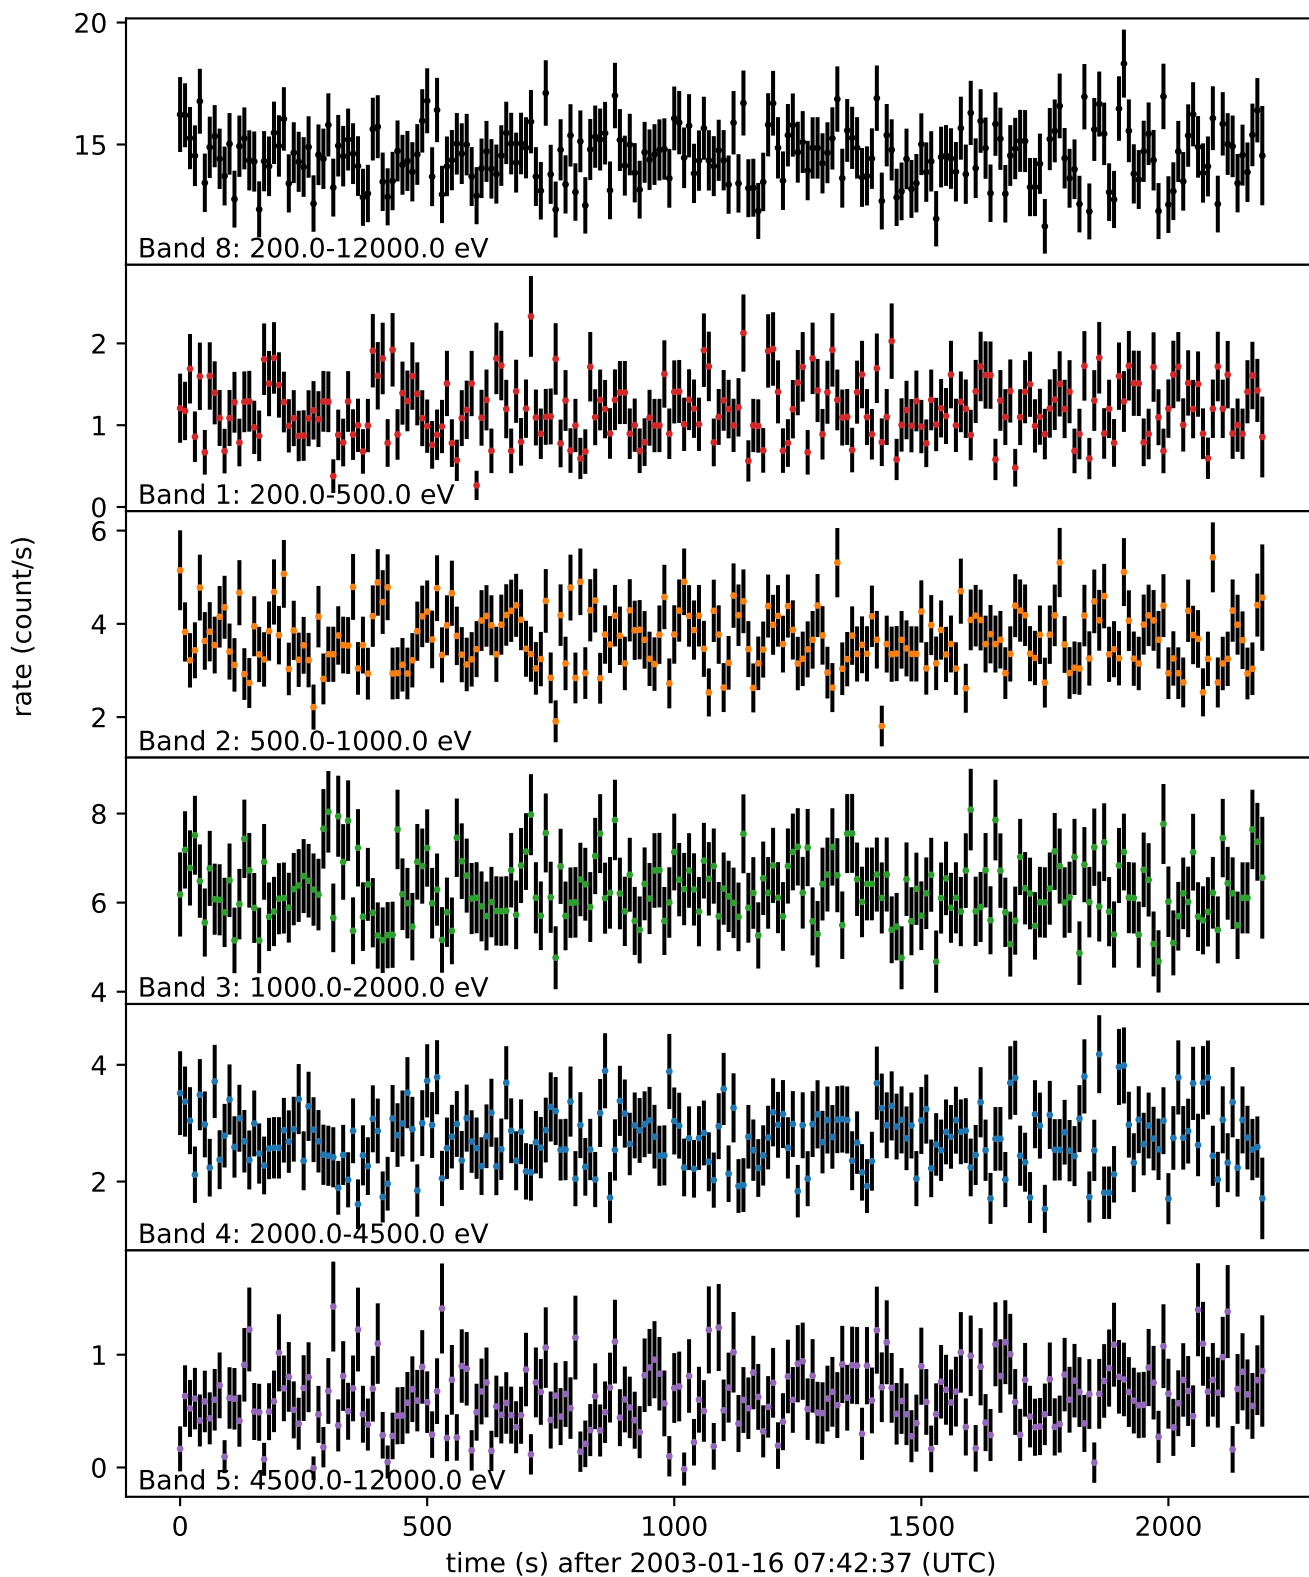 20
15
Band 8: 200.0-12000.0 eV
2
1
0
Band 1: 200.0-500.0 eV
6
4
2
Band 2: 500.0-1000.0 eV
rate (count/s)
8
6
4
Band 3: 1000.0-2000.0 eV
4
2
Band 4: 2000.0-4500.0 eV
1
0
Band 5: 4500.0-12000.0 eV
0 500 1000 1500 2000
time (s) after 2003-01-16 07:42:37 (UTC)